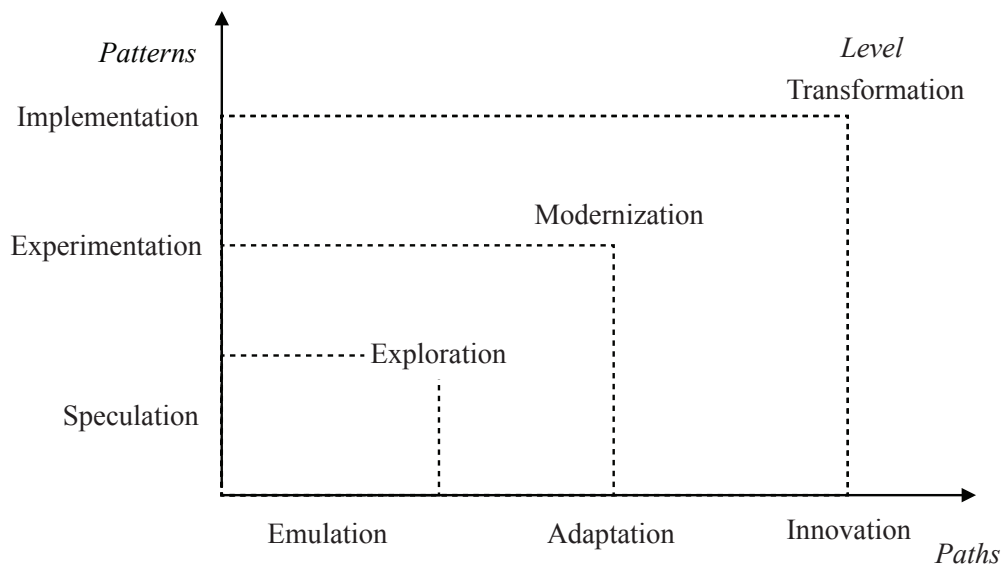 Patterns
Level
Transformation
Implementation
Modernization
Experimentation
Exploration
Speculation
Emulation
Adaptation
Innovation
Paths